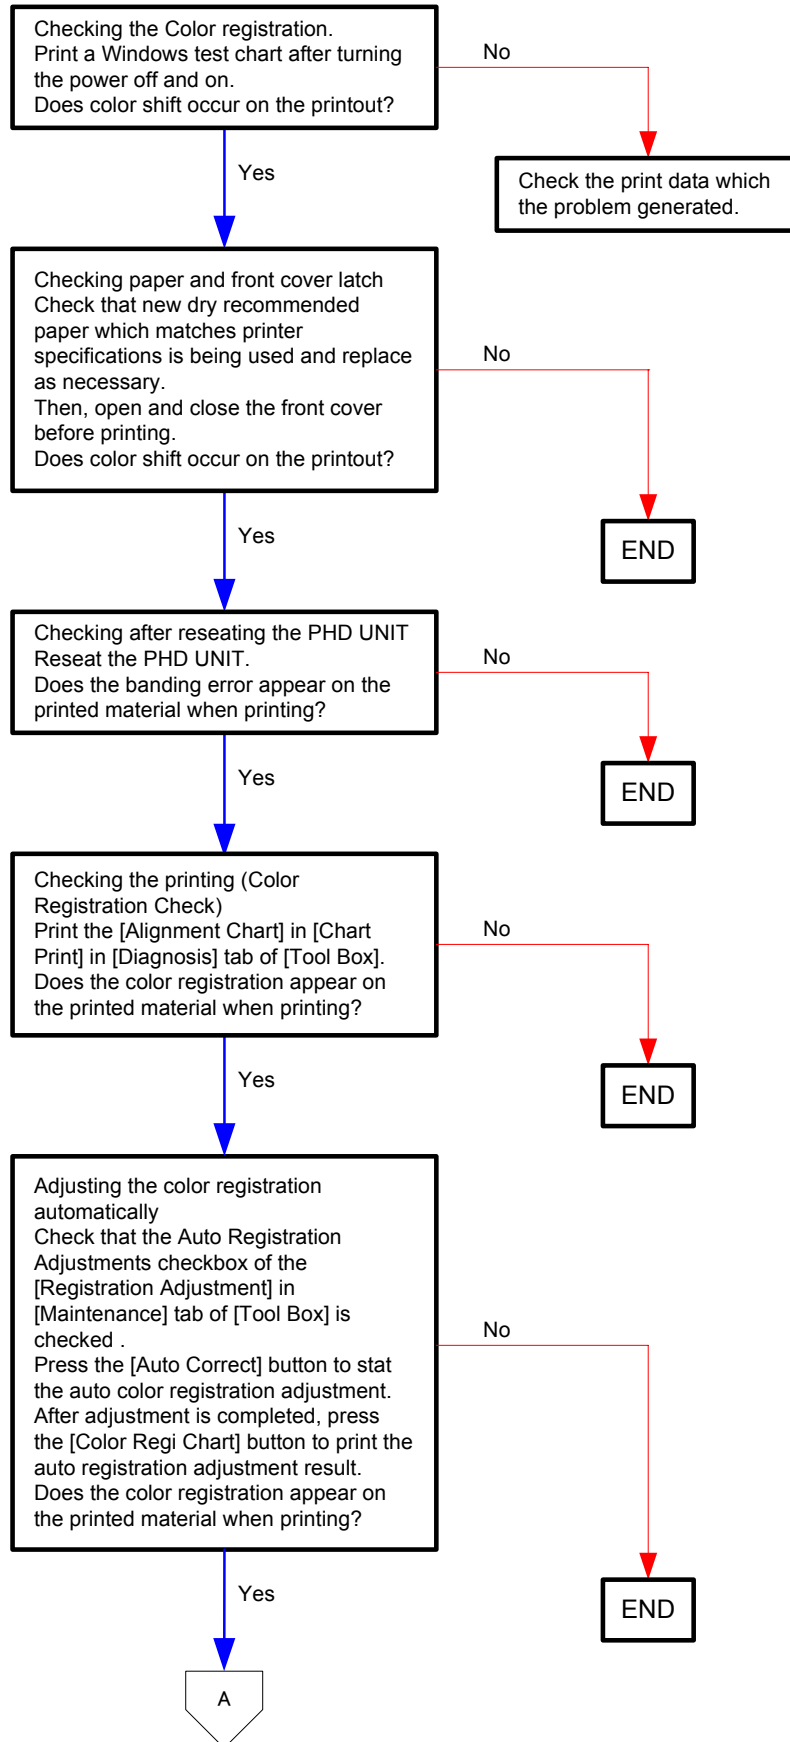 Checking the Color registration.
Print a Windows test chart after turning
the power off and on.
Does color shift occur on the printout?
No
Yes
Check the print data which
the problem generated.
Checking paper and front cover latch
Check that new dry recommended
paper which matches printer
specifications is being used and replace
as necessary.
Then, open and close the front cover
before printing.
Does color shift occur on the printout?
No
Yes
END
Checking after reseating the PHD UNIT
Reseat the PHD UNIT.
Does the banding error appear on the
printed material when printing?
No
Yes
END
Checking the printing (Color
Registration Check)
Print the [Alignment Chart] in [Chart
Print] in [Diagnosis] tab of [Tool Box].
Does the color registration appear on
the printed material when printing?
No
Yes
END
Adjusting the color registration
automatically
Check that the Auto Registration
Adjustments checkbox of the
[Registration Adjustment] in
[Maintenance] tab of [Tool Box] is
checked .
Press the [Auto Correct] button to stat
the auto color registration adjustment.
After adjustment is completed, press
the [Color Regi Chart] button to print the
auto registration adjustment result.
Does the color registration appear on
the printed material when printing?
No
Yes
END
A